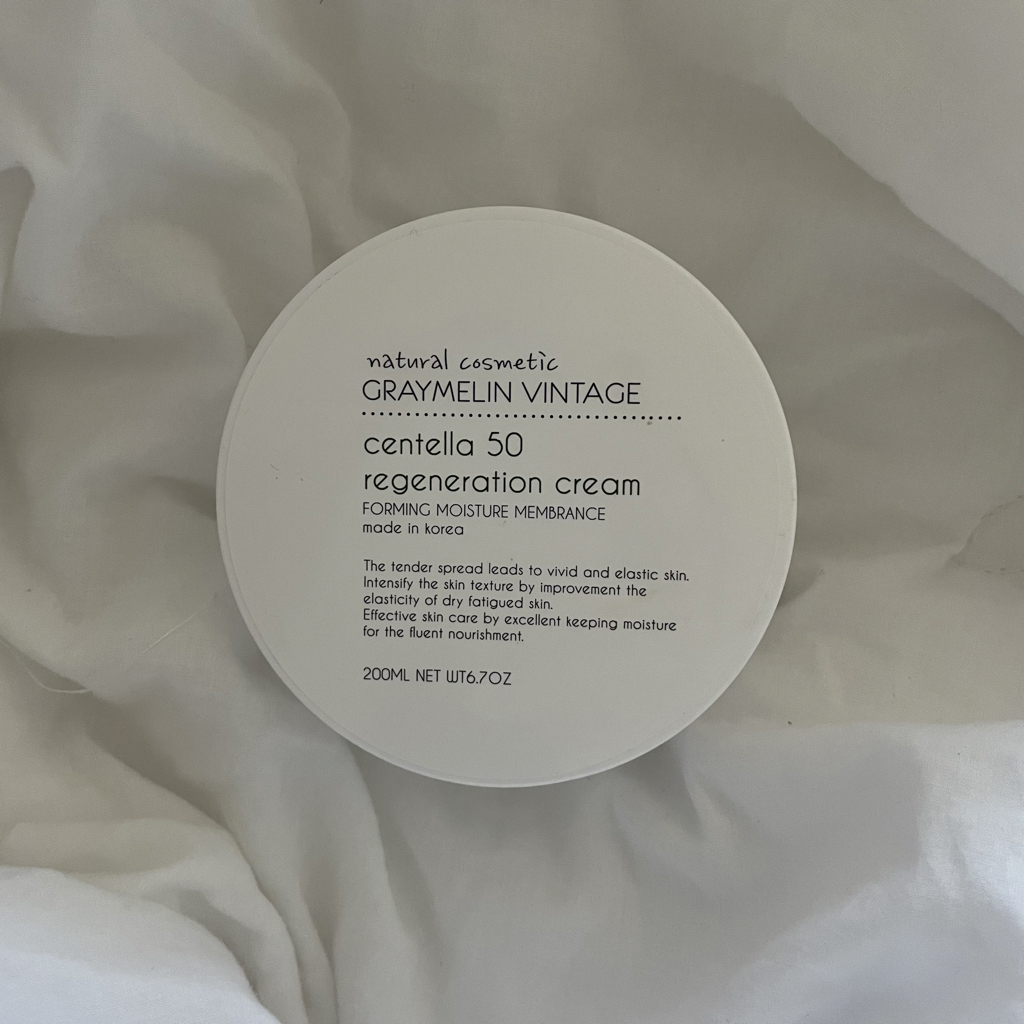 natural cosmetic
GRAYMELIN VINTAGE
centella 50
regeneration cream
FORMING MOISTURE MEMBRANCE
made in korea
The tender spread leads to vivid and elastic skin.
Intensify the skin texture by improvement the
elasticity of dry fatigued skin.
Effective skin care by excellent keeping moisture
for the fluent nourishment.
200ML NET WT6.7OZ